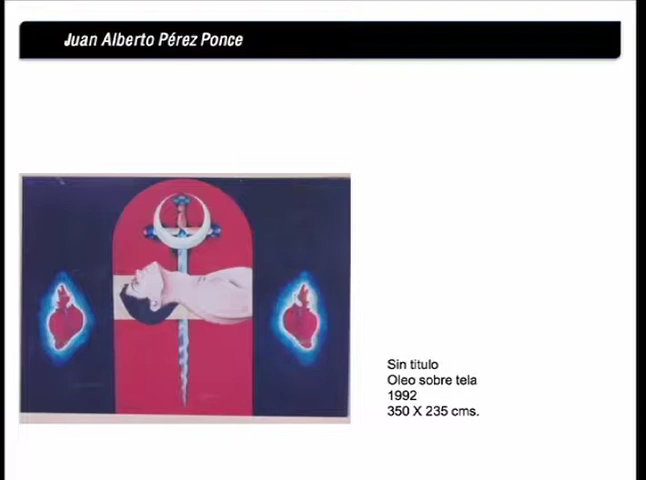 Juan Alberto Pérez Ponce
Sin titulo
Oleo sobre tela
1992
350 X 235 cms.